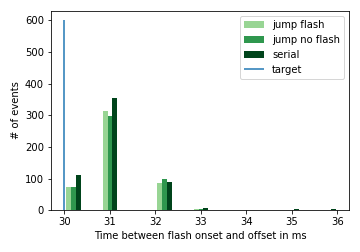 600
500
400
300
200
100
0
# of events
jump flash
jump no flash
serial
target
30 31 32 33 34 35 36
Time between flash onset and offset in ms